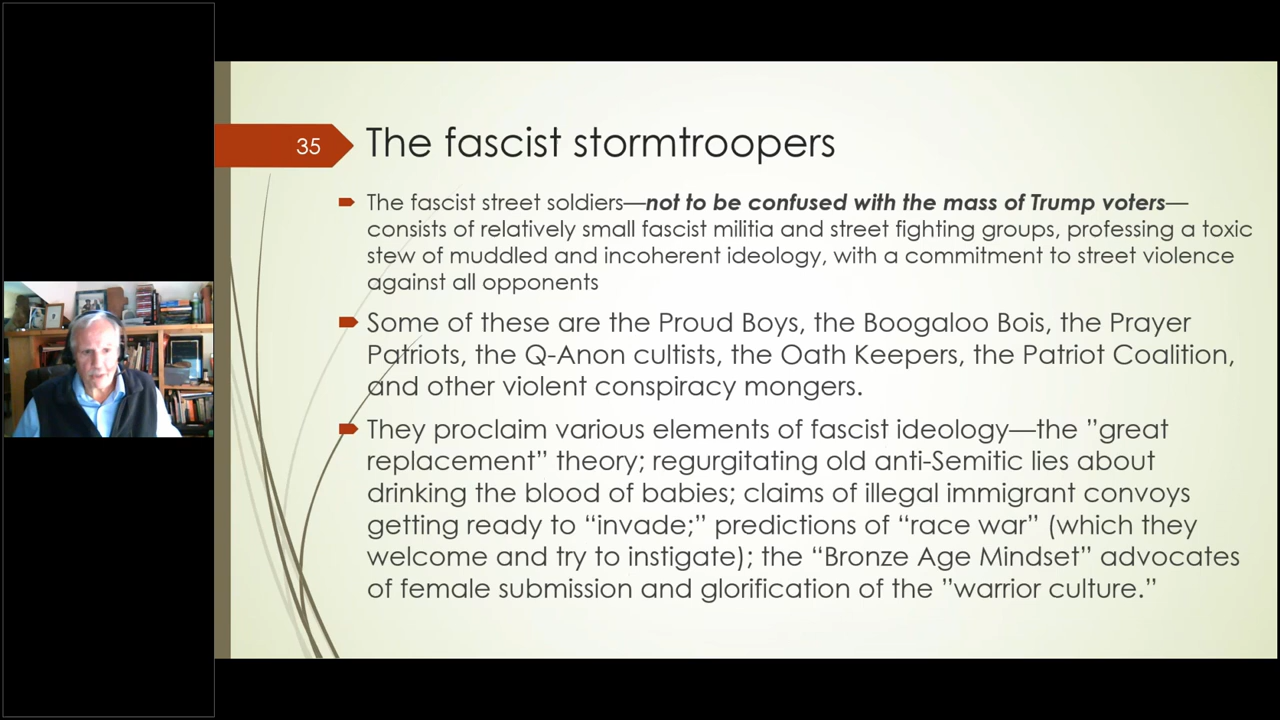 35
The fascist stormtroopers
The fascist street soldiers—not to be confused with the mass of Trump voters—
consists of relatively small fascist militia and street fighting groups, professing a toxic
stew of muddled and incoherent ideology, with a commitment to street violence
against all opponents
Some of these are the Proud Boys, the Boogaloo Bois, the Prayer
Patriots, the Q-Anon cultists, the Oath Keepers, the Patriot Coalition,
and other violent conspiracy mongers.
They proclaim various elements of fascist ideology—the ”great
replacement” theory; regurgitating old anti-Semitic lies about
drinking the blood of babies; claims of illegal immigrant convoys
getting ready to “invade;” predictions of “race war” (which they
welcome and try to instigate); the “Bronze Age Mindset” advocates
of female submission and glorification of the ”warrior culture.”